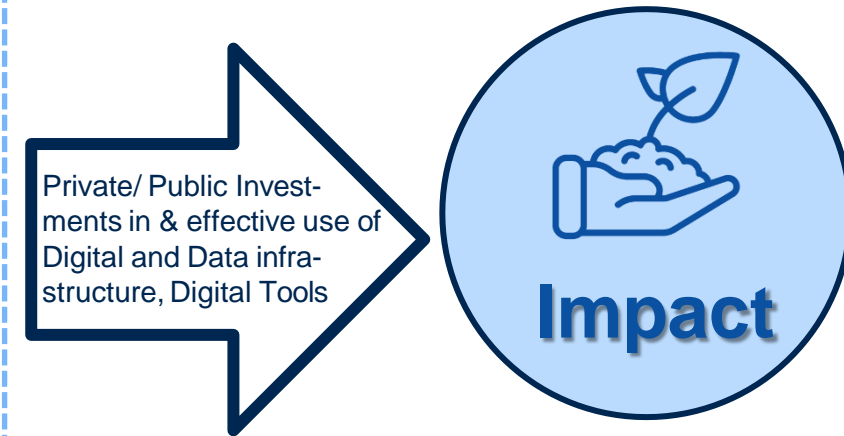 Private/ Public Invest-
ments in & effective use of
Digital and Data infra-
structure, Digital Tools
Impact